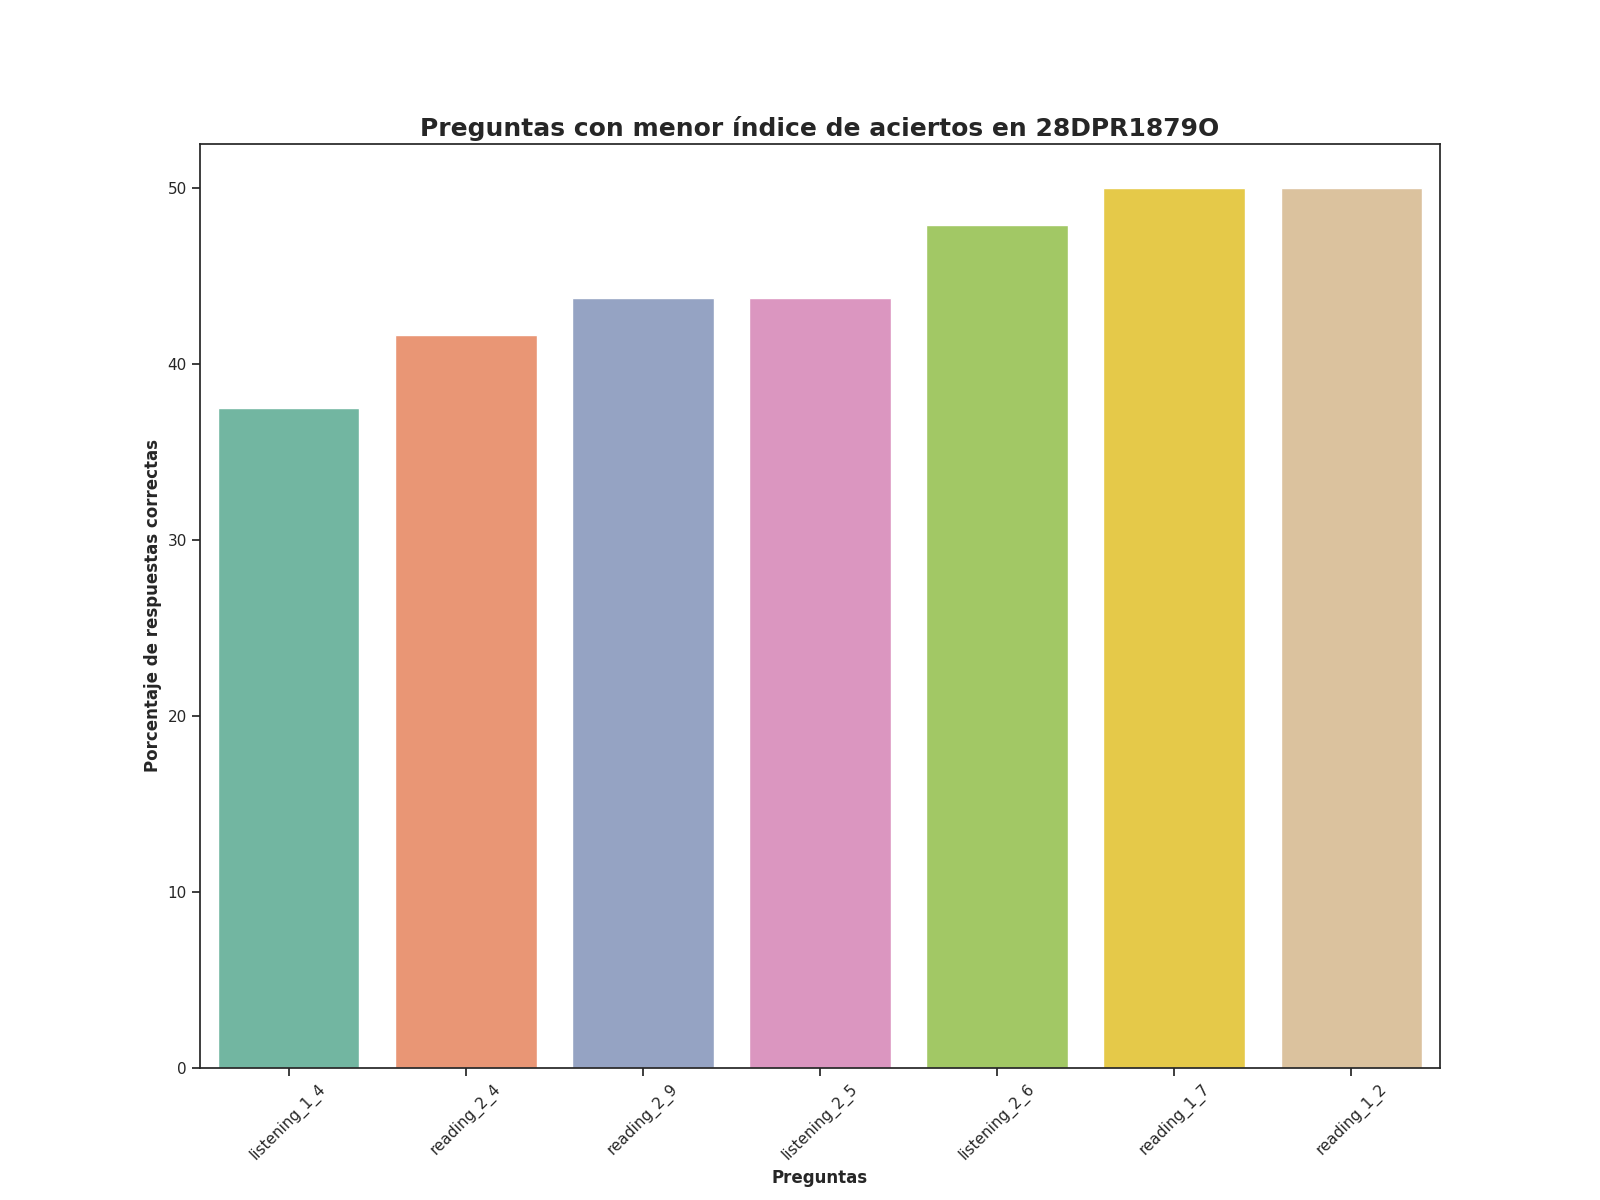 Preguntas con menor índice de aciertos en 28DPR1879O
Porcentaje de respuestas correctas
50
40
30
20
10
0
listening_1_4
reading_2_4
reading_2_9
listening_2_5
listening_2_6
reading_1_7
reading_1_2
Preguntas